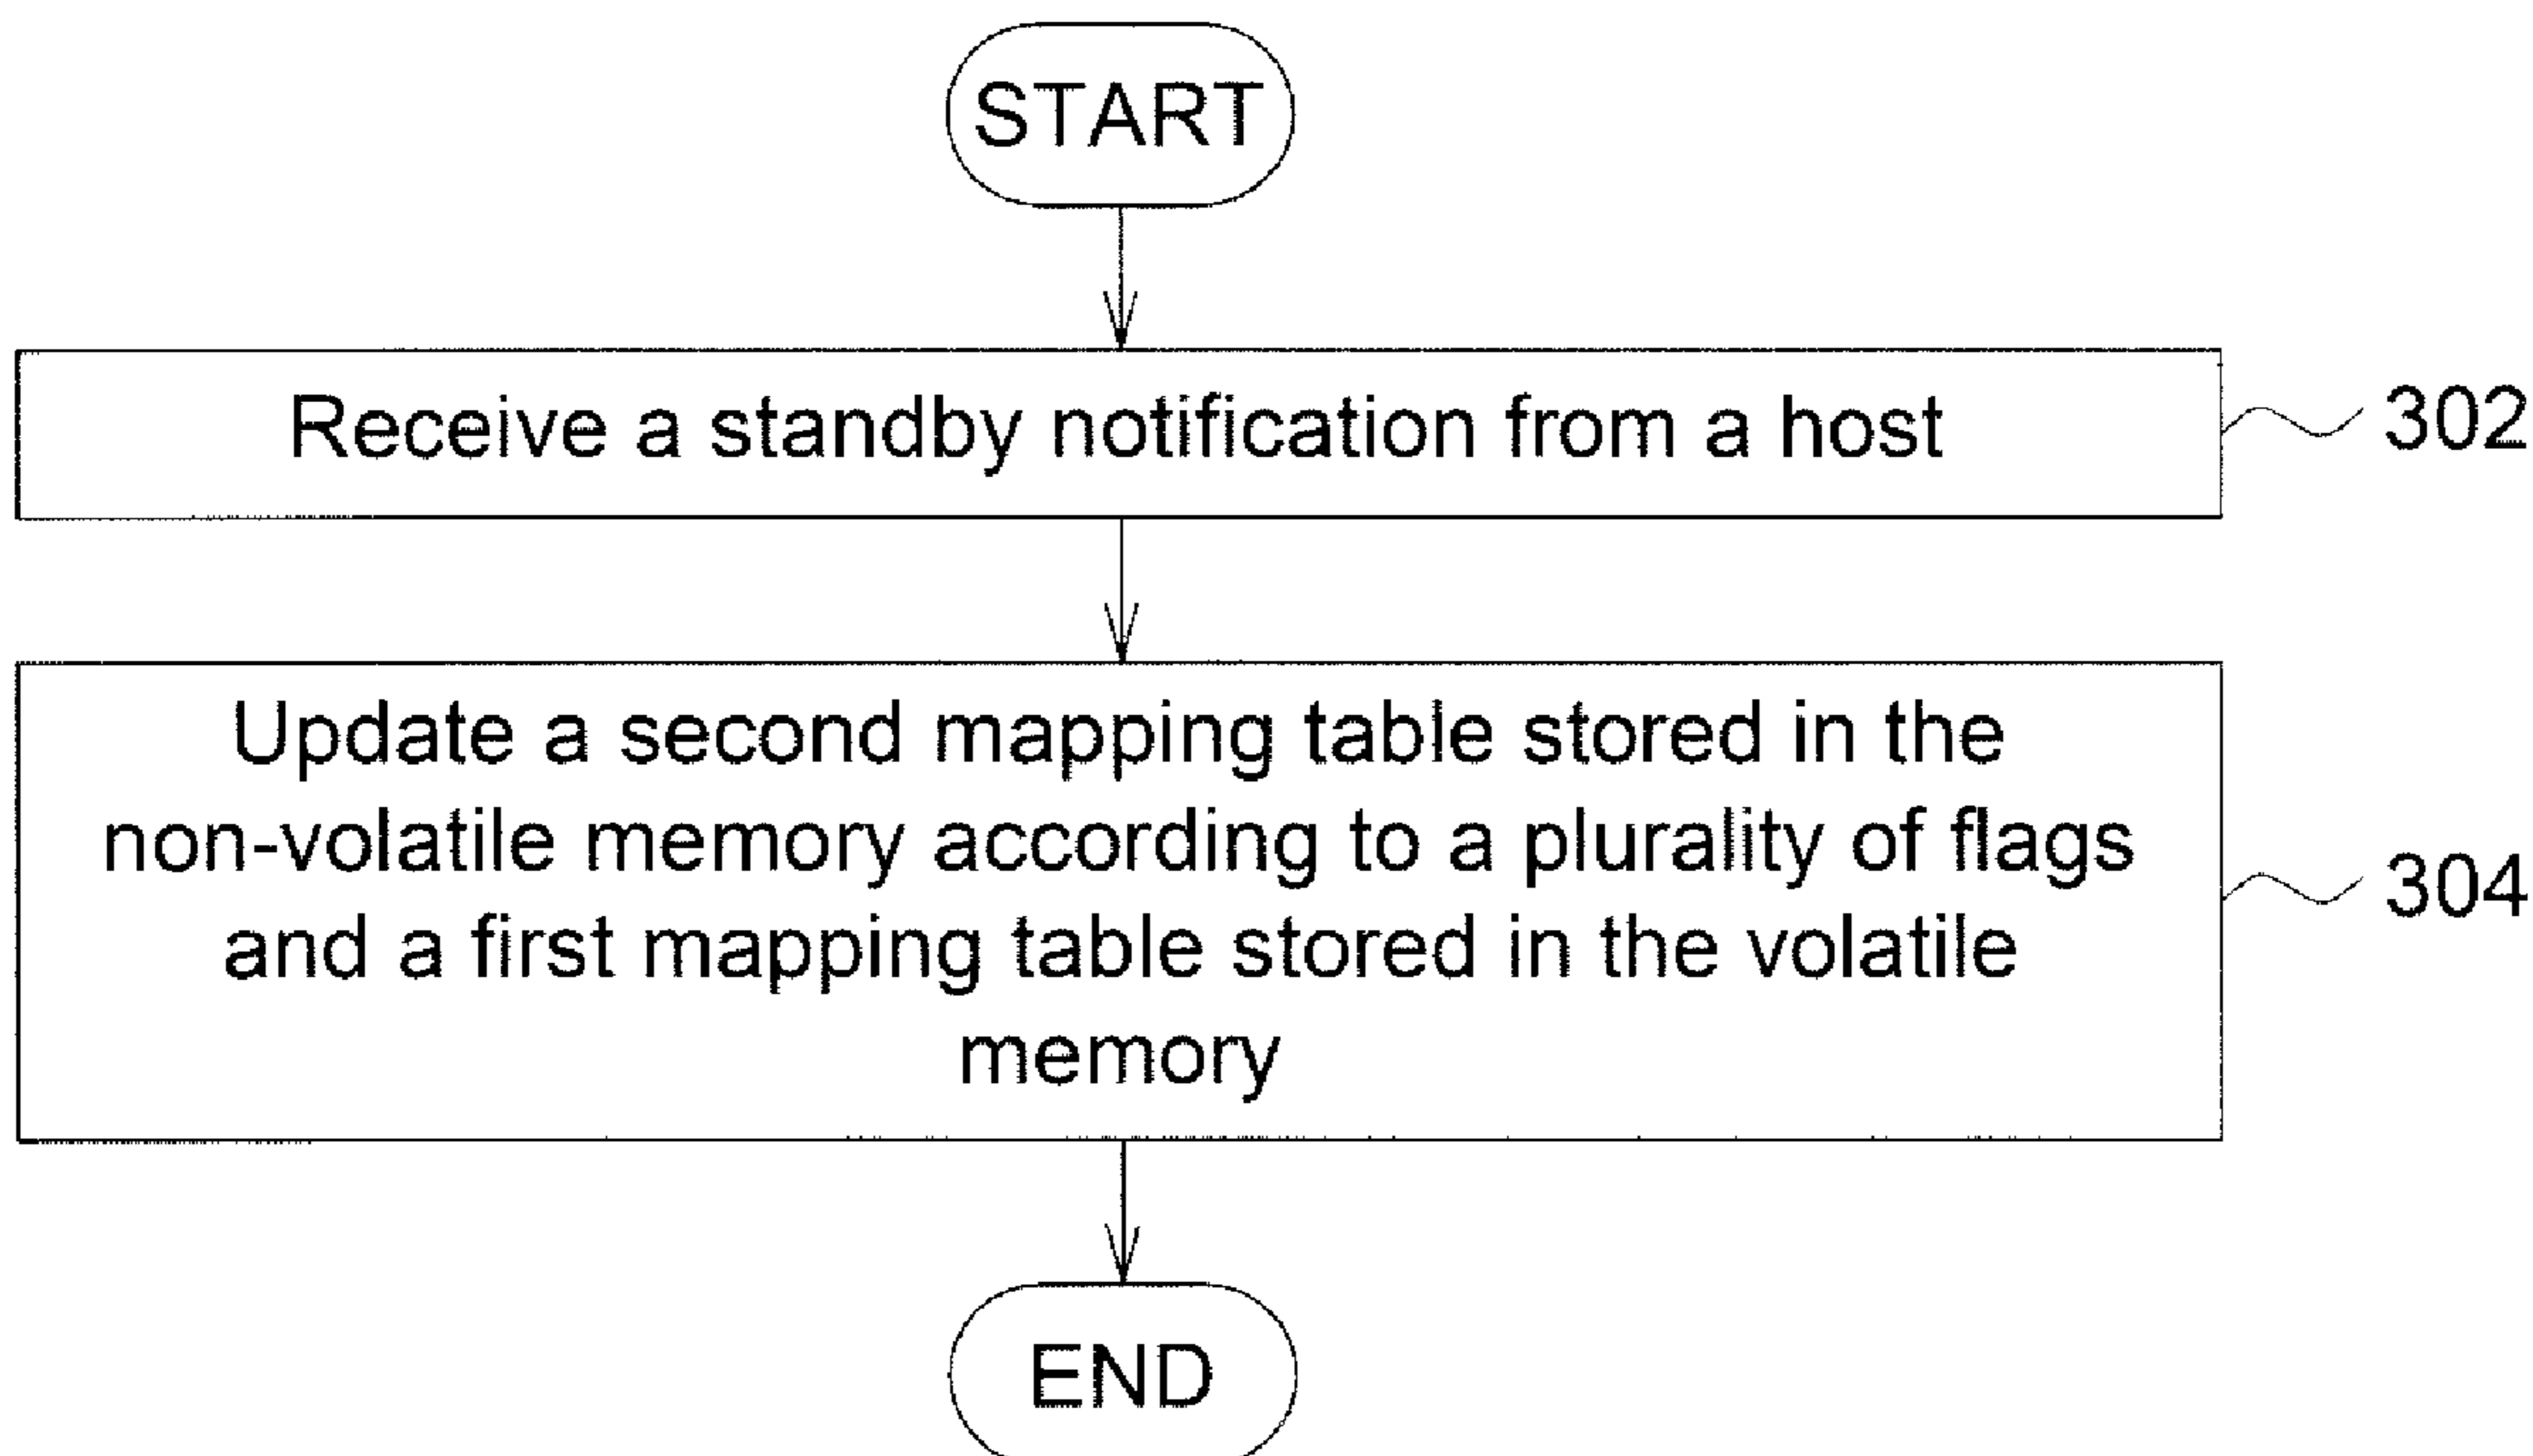 START
Receive a standby notification from a host
302
Update a second mapping table stored in the
non-volatile memory according to a plurality of flags
and a first mapping table stored in the volatile
memory
304
END